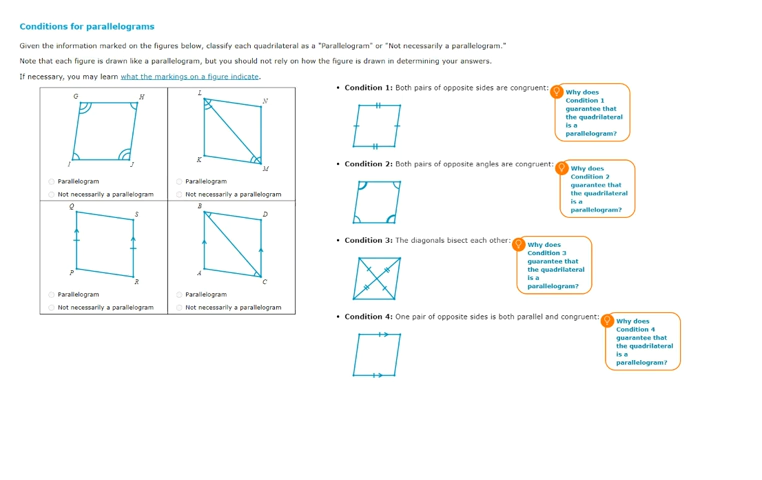 Conditions for parallelograms
Given the information marked on the figures below, classify each quadrilateral as a "Parallelogram" or "Not necessarily a parallelogram."
Note that each figure is drawn like a parallelogram, but you should not rely on how the figure is drawn in determining your answers.
If necessary, you may learn what the markings on a figure indicate.
G H
I J
Parallelogram
Not necessarily a parallelogram
L N
K M
Parallelogram
Not necessarily a parallelogram
Q S
P R
Parallelogram
Not necessarily a parallelogram
B D
A C
Parallelogram
Not necessarily a parallelogram
• Condition 1: Both pairs of opposite sides are congruent:
Why does
Condition 1
guarantee that
the quadrilateral
is a
parallelogram?
• Condition 2: Both pairs of opposite angles are congruent:
Why does
Condition 2
guarantee that
the quadrilateral
is a
parallelogram?
• Condition 3: The diagonals bisect each other:
Why does
Condition 3
guarantee that
the quadrilateral
is a
parallelogram?
• Condition 4: One pair of opposite sides is both parallel and congruent:
Why does
Condition 4
guarantee that
the quadrilateral
is a
parallelogram?